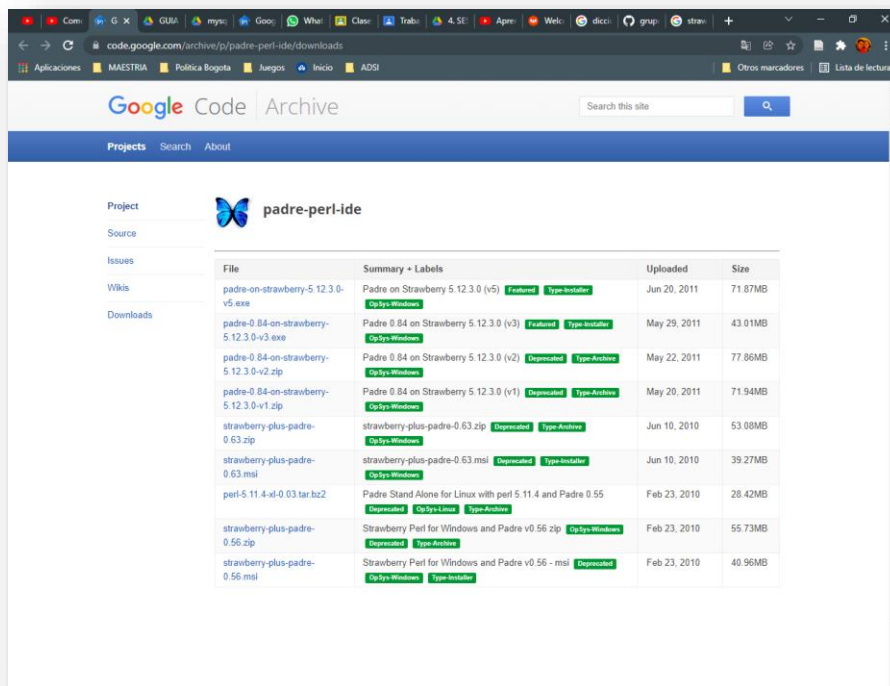 Com
G
GUIA
mysq
Goog
What
Clase
Traba
4. SE
Apre
Welc
dicci
grup
straw
code.google.com/archive/p/padre-perl-ide/downloads
Aplicaciones
MAESTRIA
Politica Bogota
Juegos
Inicio
ADSI
Otros marcadores
Lista de lectura
Google Code Archive
Search this site
Projects Search About
Project
Source
Issues
Wikis
Downloads
padre-perl-ide
File Summary + Labels Uploaded Size
padre-on-strawberry-5.12.3.0- Padre on Strawberry 5.12.3.0 (v5) Featured Type-Installer Jun 20, 2011 71.87MB
v5.exe OpSys-Windows
padre-0.84-on-strawberry- Padre 0.84 on Strawberry 5.12.3.0 (v3) Featured Type-Installer May 29, 2011 43.01MB
5.12.3.0-v3.exe OpSys-Windows
padre-0.84-on-strawberry- Padre 0.84 on Strawberry 5.12.3.0 (v2) Deprecated Type-Archive May 22, 2011 77.86MB
5.12.3.0-v2.zip OpSys-Windows
padre-0.84-on-strawberry- Padre 0.84 on Strawberry 5.12.3.0 (v1) Deprecated Type-Archive May 20, 2011 71.94MB
5.12.3.0-v1.zip OpSys-Windows
strawberry-plus-padre- strawberry-plus-padre-0.63.zip Deprecated Type-Archive Jun 10, 2010 53.08MB
0.63.zip OpSys-Windows
strawberry-plus-padre- strawberry-plus-padre-0.63.msi Deprecated Type-Installer Jun 10, 2010 39.27MB
0.63.msi OpSys-Windows
perl-5.11.4-xl-0.03.tar.bz2 Padre Stand Alone for Linux with perl 5.11.4 and Padre 0.55 Feb 23, 2010 28.42MB
Deprecated OpSys-Linux Type-Archive
strawberry-plus-padre- Strawberry Perl for Windows and Padre v0.56 zip OpSys-Windows Feb 23, 2010 55.73MB
0.56.zip Deprecated Type-Archive
strawberry-plus-padre- Strawberry Perl for Windows and Padre v0.56 - msi Deprecated Feb 23, 2010 40.96MB
0.56.msi OpSys-Windows Type-Installer